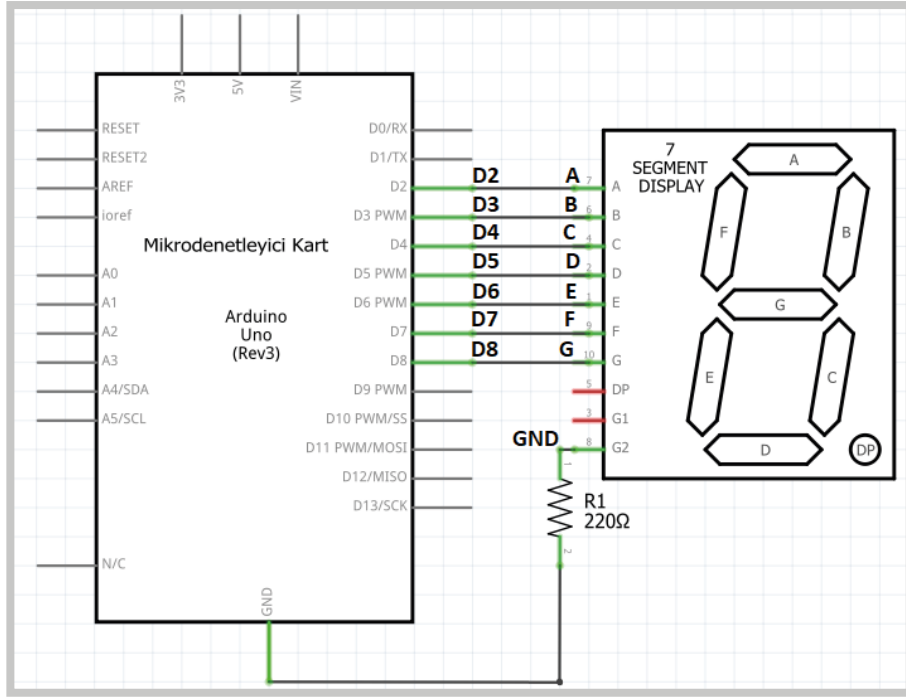 3V3
5V
VIN
RESET
RESET2
AREF
ioref
A0
A1
A2
A3
A4/SDA
A5/SCL
N/C
Mikrodenetleyici Kart
Arduino
Uno
(Rev3)
D0/RX
D1/TX
D2
D3 PWM
D4
D5 PWM
D6 PWM
D7
D8
D9 PWM
D10 PWM/SS
D11 PWM/MOSI
D12/MISO
D13/SCK
GND
D2 A 7 A
D3 B 6 B
D4 C 4 C
D5 D 2 D
D6 E 1 E
D7 F 9 F
D8 G 10 G
5 DP
3 G1
GND 8 G2
1
R1
220Ω
2
7
SEGMENT
DISPLAY
A
F
B
G
E
C
D
DP